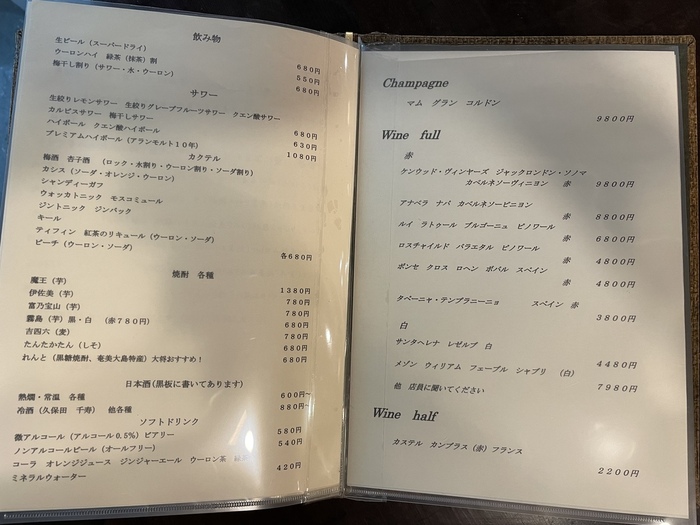 飲み物
生ビール（スーパードライ） 680円
ウーロンハイ 緑茶（抹茶）割 550円
梅干し割り（サワー・水・ウーロン） 680円
サワー
生絞りレモンサワー 生絞りグレープフルーツサワー クエン酸サワー
カルピスサワー 梅干しサワー 680円
ハイボール クエン酸ハイボール 630円
プレミアムハイボール（アランモルト10年） 1080円
カクテル
梅酒 杏子酒 （ロック・水割り・ウーロン割り・ソーダ割り）
カシス（ソーダ・オレンジ・ウーロン）
シャンディーガフ
ウォッカトニック モスコミュール
ジントニック ジンバック
キール
ティフィン 紅茶のリキュール（ウーロン・ソーダ）
ピーチ（ウーロン・ソーダ） 各680円
焼酎 各種
魔王（芋） 1380円
伊佐美（芋） 780円
富乃宝山（芋） 780円
霧島（芋）黒・白 （赤780円） 680円
吉四六（麦） 780円
たんたかたん（しそ） 680円
れんと（黒糖焼酎、奄美大島特産）大将おすすめ！ 680円
日本酒（黒板に書いてあります）
熱燗・常温 各種 600円～
冷酒（久保田 千寿） 他各種 880円～
ソフトドリンク
微アルコール（アルコール0.5%）ビアリー 580円
ノンアルコールビール（オールフリー） 540円
コーラ オレンジジュース ジンジャーエール ウーロン茶 緑茶
ミネラルウォーター 420円
Champagne
マム グラン コルドン
9800円
Wine full
赤
ケンウッド・ヴィンヤーズ ジャックロンドン・ソノマ
カベルネソーヴィニヨン 赤 9800円
アナベラ ナパ カベルネソービニヨン
赤 8800円
ルイ ラトゥール ブルゴーニュ ピノワール
赤 6800円
ロスチャイルド バラエタル ピノワール
赤 4800円
ボンセ クロス ロヘン ボバル スペイン
赤 4800円
タベーニャ・テンプラニーニョ スペイン 赤
3800円
白
サンタヘレナ レゼルブ 白
4480円
メゾン ウィリアム フェーブル シャブリ （白）
7980円
他 店員に聞いてください
Wine half
カステル カンブラス（赤）フランス
2200円